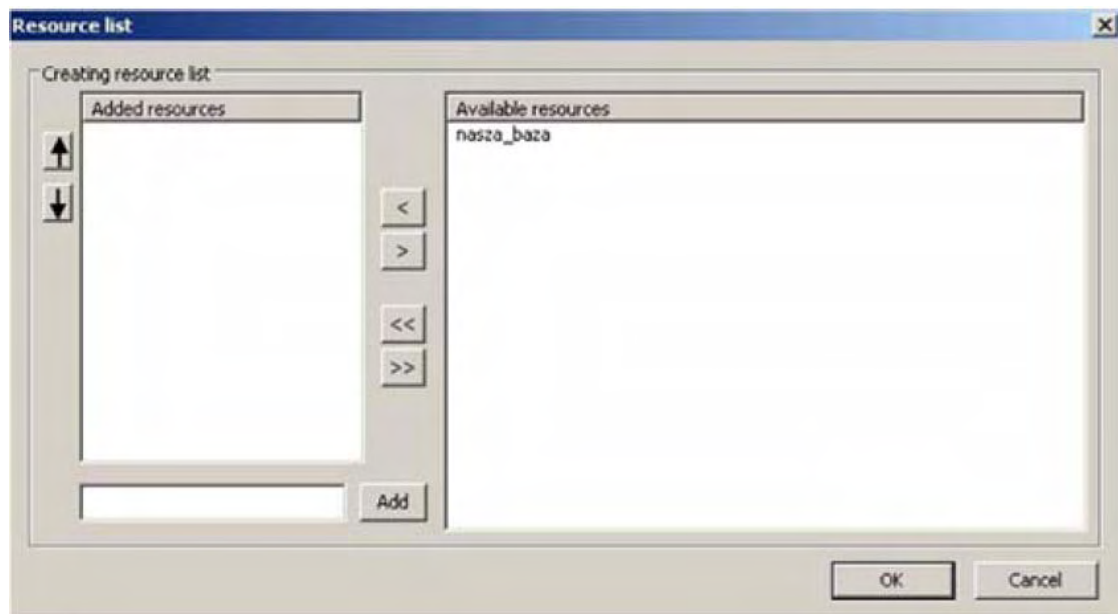 Resource list
Creating resource list
Added resources
Available resources
nasza_baza
<
>
<<
>>
Add
OK
Cancel